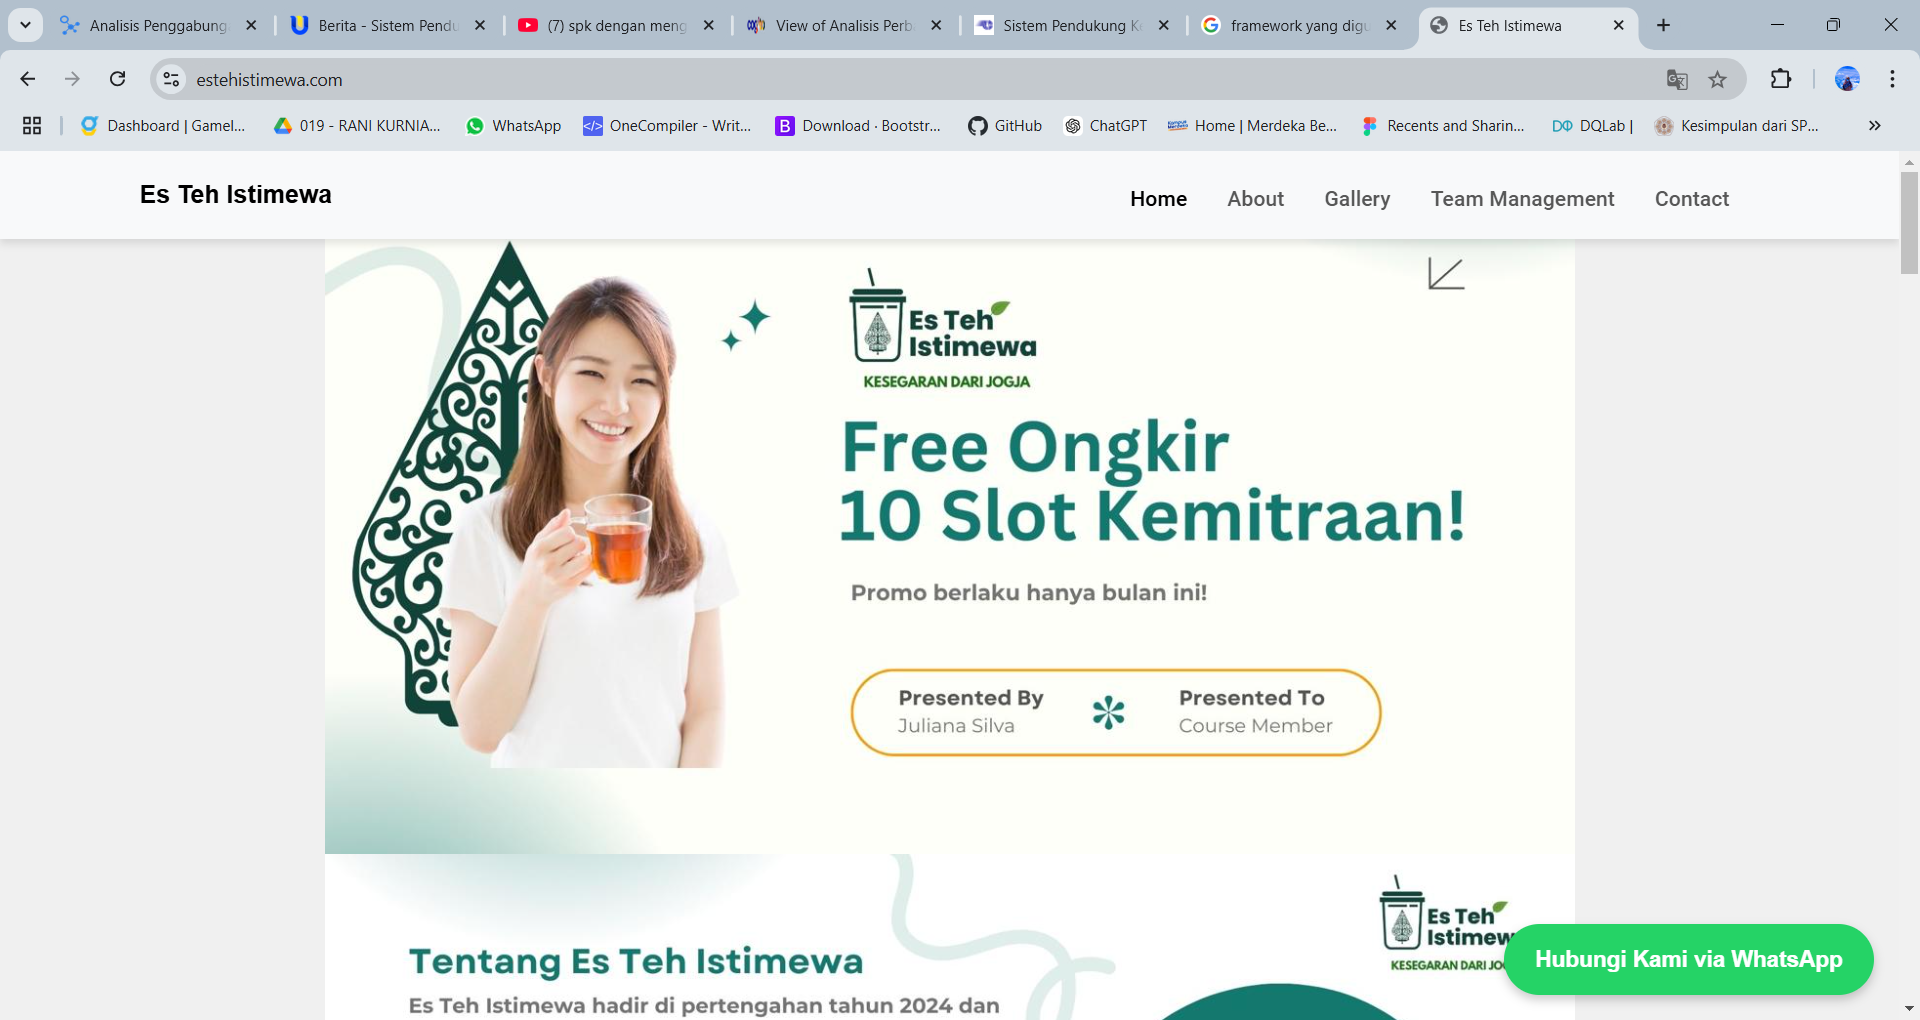 Analisis Penggabung
Berita - Sistem Pendu
(7) spk dengan meng
View of Analisis Perb
Sistem Pendukung Ke
framework yang digu
Es Teh Istimewa
estehistimewa.com
Dashboard | Gamel...
019 - RANI KURNIA...
WhatsApp
OneCompiler - Writ...
Download · Bootstr...
GitHub
ChatGPT
Home | Merdeka Be...
Recents and Sharin...
DQLab |
Kesimpulan dari SP...
Es Teh Istimewa
Home
About
Gallery
Team Management
Contact
Es Teh
Istimewa
KESEGARAN DARI JOGJA
Free Ongkir
10 Slot Kemitraan!
Promo berlaku hanya bulan ini!
Presented By
Juliana Silva
Presented To
Course Member
Es Teh
Istimew
KESEGARAN DARI JO
Tentang Es Teh Istimewa
Es Teh Istimewa hadir di pertengahan tahun 2024 dan
Hubungi Kami via WhatsApp